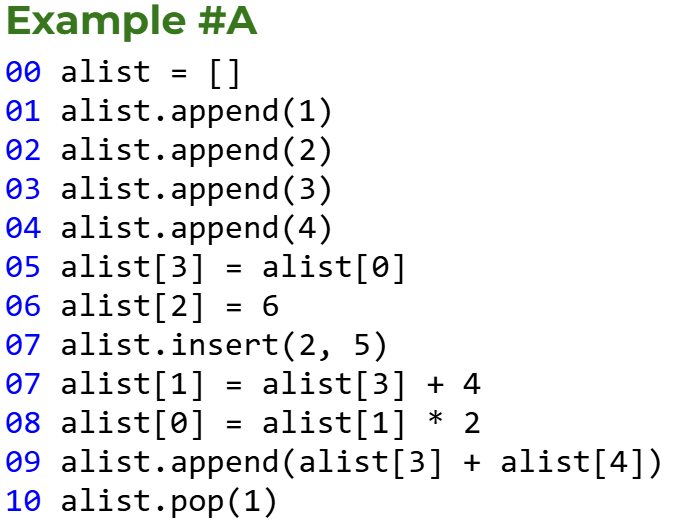 Example #A
00 alist = []
01 alist.append(1)
02 alist.append(2)
03 alist.append(3)
04 alist.append(4)
05 alist[3] = alist[0]
06 alist[2] = 6
07 alist.insert(2, 5)
07 alist[1] = alist[3] + 4
08 alist[0] = alist[1] * 2
09 alist.append(alist[3] + alist[4])
10 alist.pop(1)